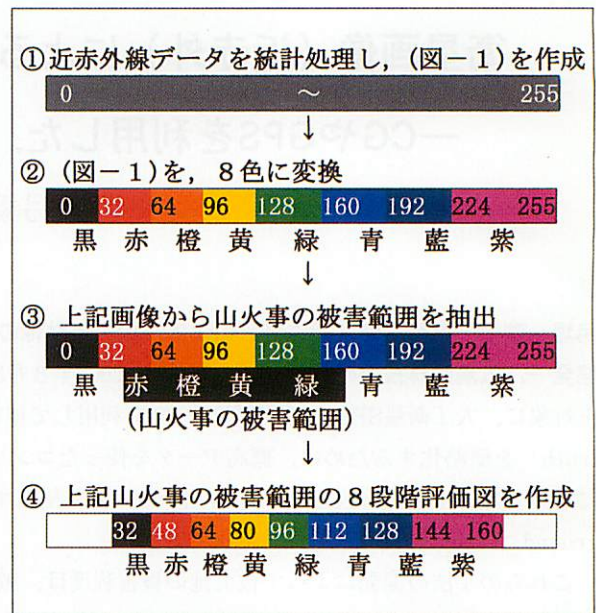 ①近赤外線データを統計処理し，(図－1)を作成
0 ～ 255
↓
② (図－1)を，8色に変換
0 32 64 96 128 160 192 224 255
黒 赤 橙 黄 緑 青 藍 紫
↓
③ 上記画像から山火事の被害範囲を抽出
0 32 64 96 128 160 192 224 255
黒 赤 橙 黄 緑 青 藍 紫
(山火事の被害範囲)
↓
④ 上記山火事の被害範囲の8段階評価図を作成
32 48 64 80 96 112 128 144 160
黒 赤 橙 黄 緑 青 藍 紫